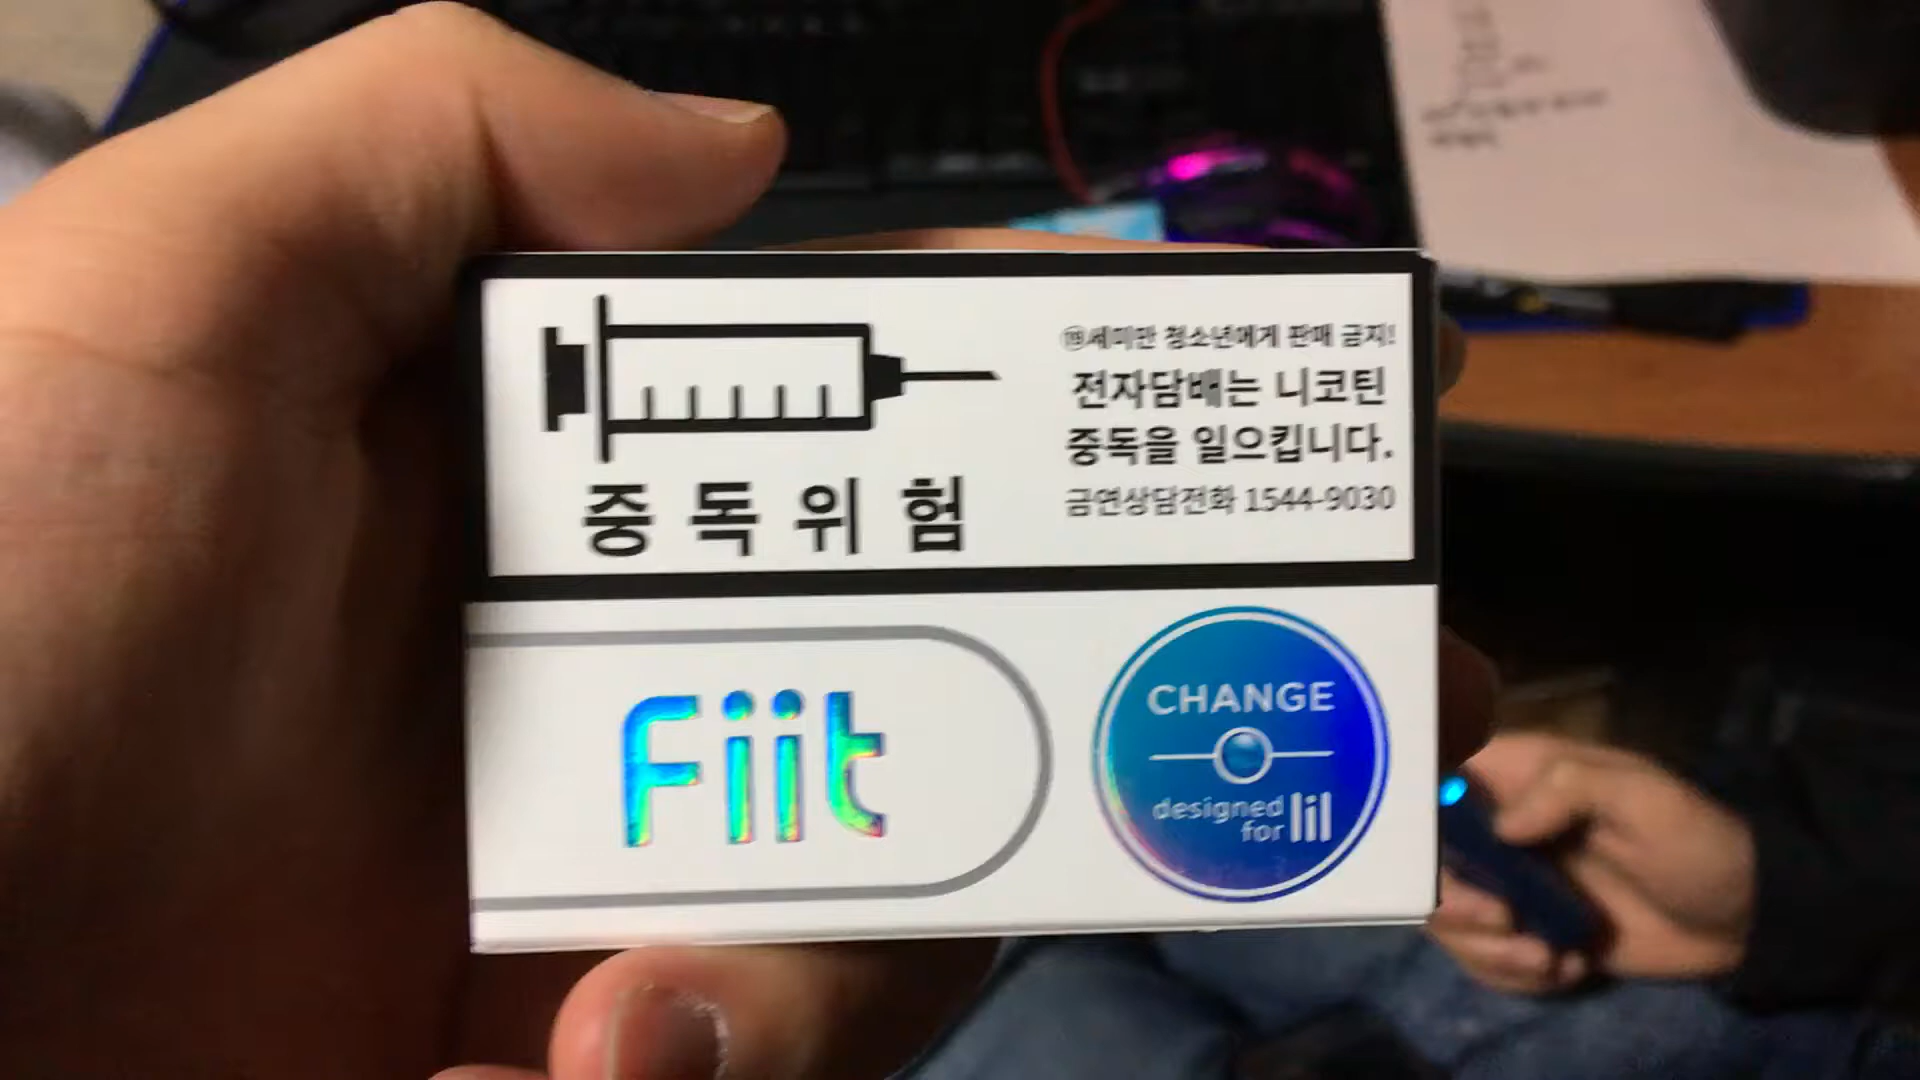 ⑲세미만 청소년에게 판매 금지!
전자담배는 니코틴
중독을 일으킵니다.
금연상담전화 1544-9030
중독위험
Fiit
CHANGE
designed
for lil